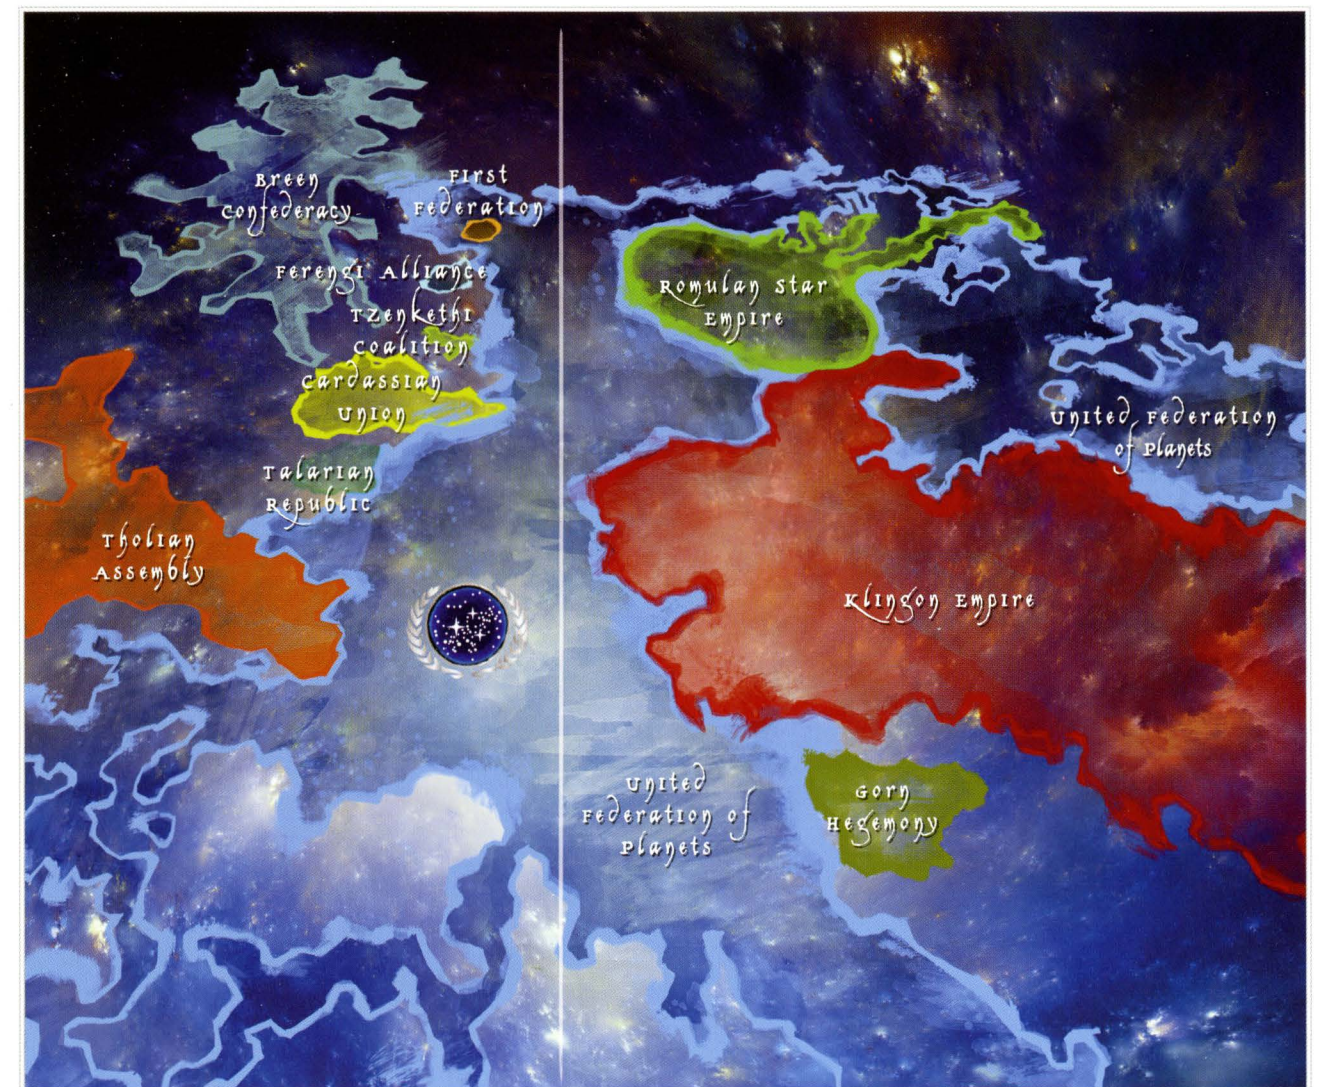 Breen
Confederacy
First
Federation
Ferengi Alliance
Tzenkethi
Coalition
Cardassian
Union
Talarian
Republic
Tholian
Assembly
Romulan Star
Empire
United Federation
of Planets
Klingon Empire
United
Federation of
Planets
Gorn
Hegemony